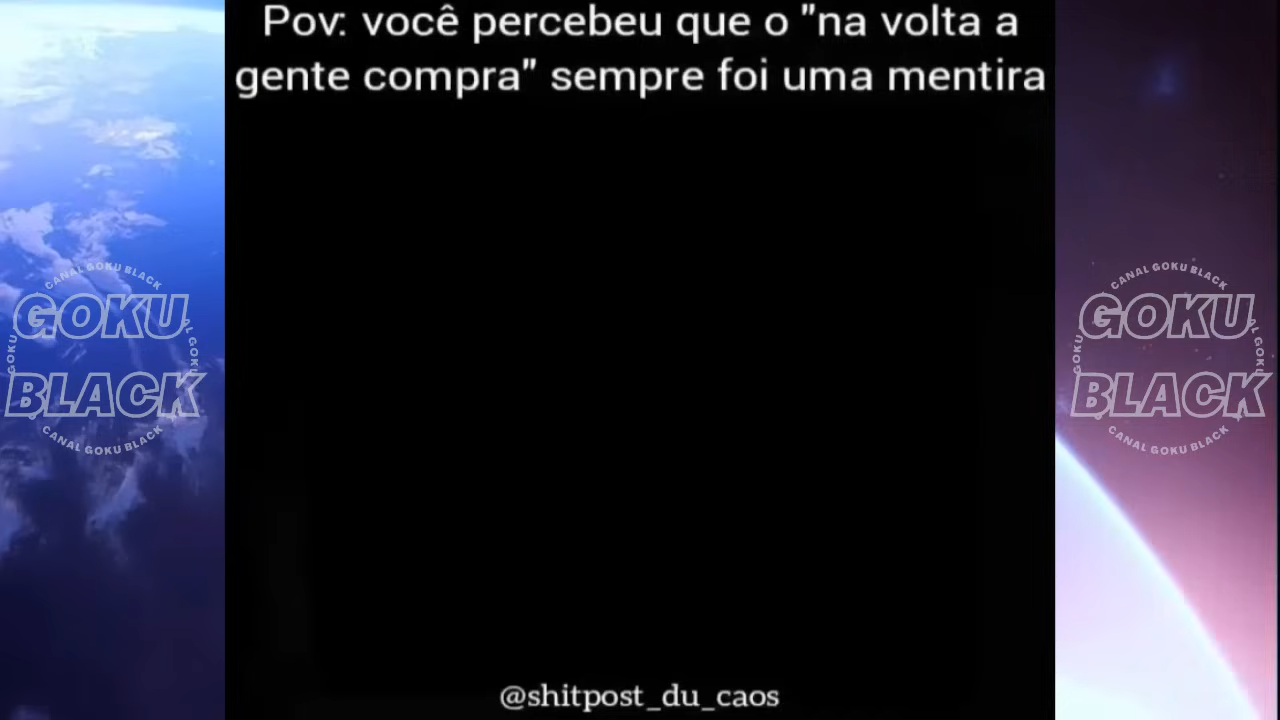 Pov: você percebeu que o "na volta a
gente compra" sempre foi uma mentira
CANAL GOKU BLACK
GOKU
BLACK
CANAL GOKU BLACK
CANAL GOKU BLACK
GOKU
BLACK
CANAL GOKU BLACK
@shitpost_du_caos